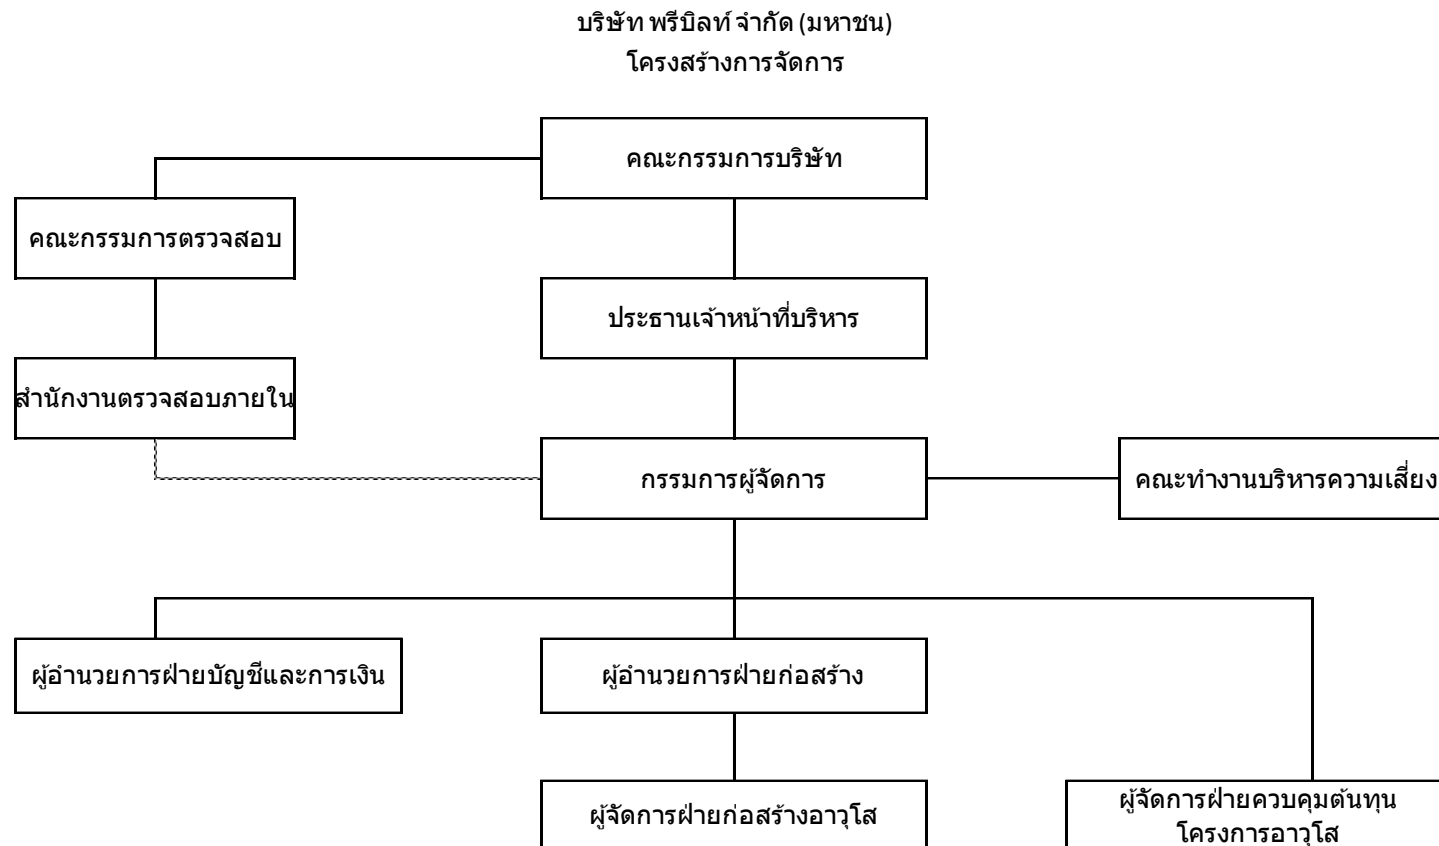 บริษัท พรีบิลท์ จำกัด (มหาชน)
โครงสร้างการจัดการ
คณะกรรมการบริษัท
คณะกรรมการตรวจสอบ
ประธานเจ้าหน้าที่บริหาร
สำนักงานตรวจสอบภายใน
กรรมการผู้จัดการ
คณะทำงานบริหารความเสี่ยง
ผู้อำนวยการฝ่ายบัญชีและการเงิน
ผู้อำนวยการฝ่ายก่อสร้าง
ผู้จัดการฝ่ายก่อสร้างอาวุโส
ผู้จัดการฝ่ายควบคุมต้นทุน
โครงการอาวุโส